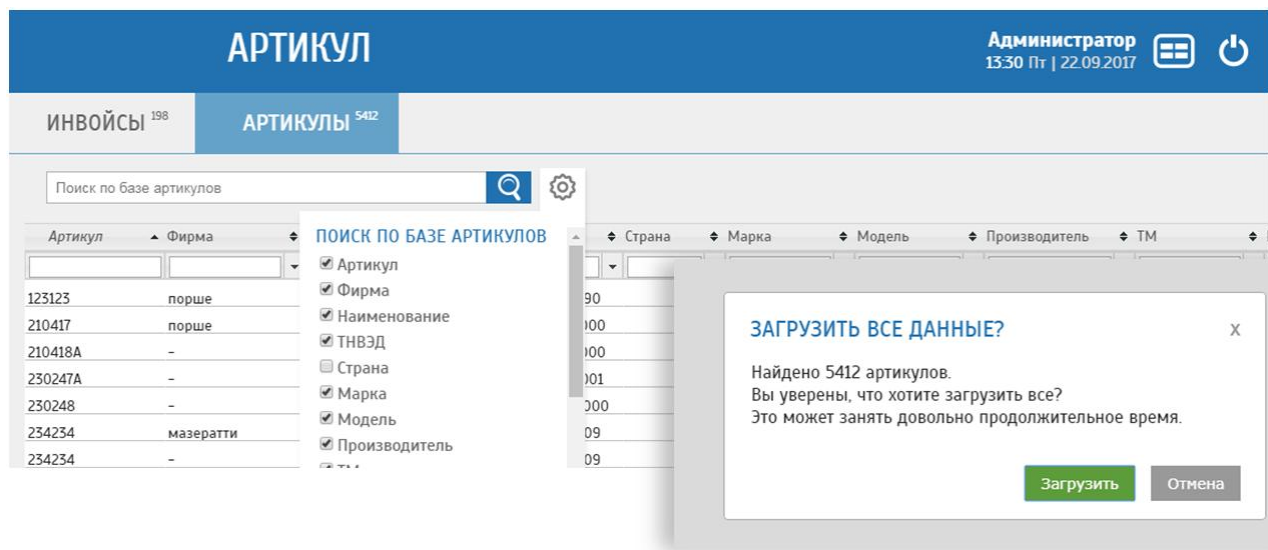 АРТИКУЛ
Администратор
13:30 Пт | 22.09.2017
ИНВОЙСЫ 198
АРТИКУЛЫ 5412
Поиск по базе артикулов
Артикул Фирма Страна Марка Модель Производитель ТМ
ПОИСК ПО БАЗЕ АРТИКУЛОВ
Артикул
Фирма
Наименование
ТНВЭД
Страна
Марка
Модель
Производитель
ТМ
123123 порше 90
210417 порше 000
210418А – 000
230247А – 001
230248 – 000
234234 мазератти 09
234234 – 09
ЗАГРУЗИТЬ ВСЕ ДАННЫЕ? X
Найдено 5412 артикулов.
Вы уверены, что хотите загрузить все?
Это может занять довольно продолжительное время.
Загрузить Отмена